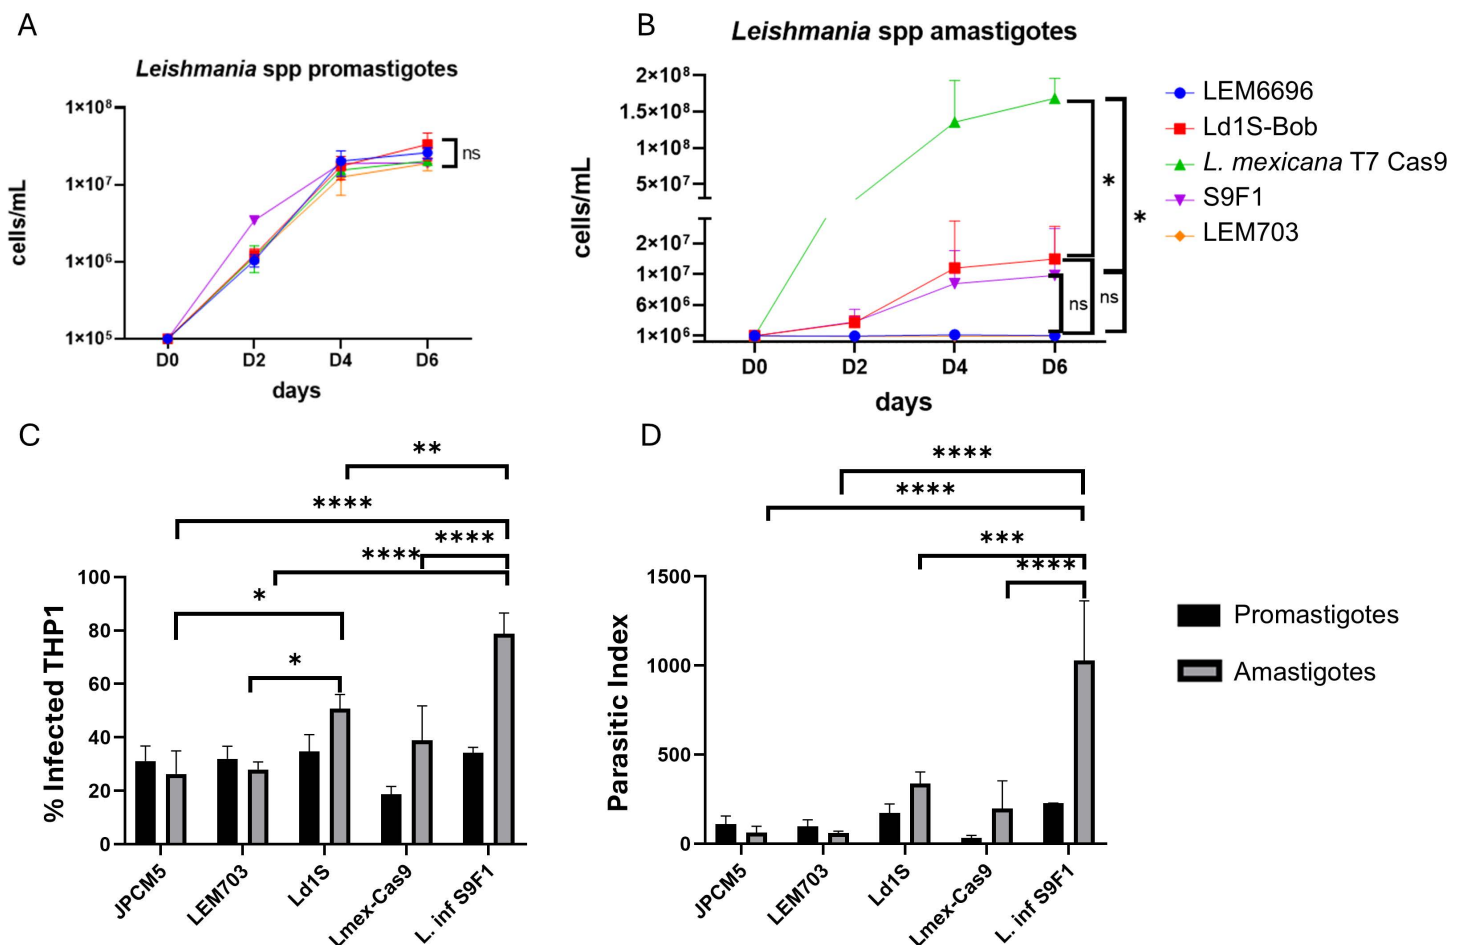 A
Leishmania spp promastigotes
cells/mL
1×10⁸
1×10⁷
1×10⁶
1×10⁵
ns
D0 D2 D4 D6
days
B
Leishmania spp amastigotes
cells/mL
2×10⁸
1.5×10⁸
1×10⁸
5×10⁷
2×10⁷
1×10⁷
6×10⁶
1×10⁶
*
*
ns
ns
D0 D2 D4 D6
days
LEM6696
Ld1S-Bob
L. mexicana T7 Cas9
S9F1
LEM703
C
% Infected THP1
**
****
****
****
*
*
100
80
60
40
20
0
JPCM5
LEM703
Ld1S
Lmex-Cas9
L. inf S9F1
D
Parasitic Index
****
****
***
****
1500
1000
500
0
JPCM5
LEM703
Ld1S
Lmex-Cas9
L. inf S9F1
Promastigotes
Amastigotes